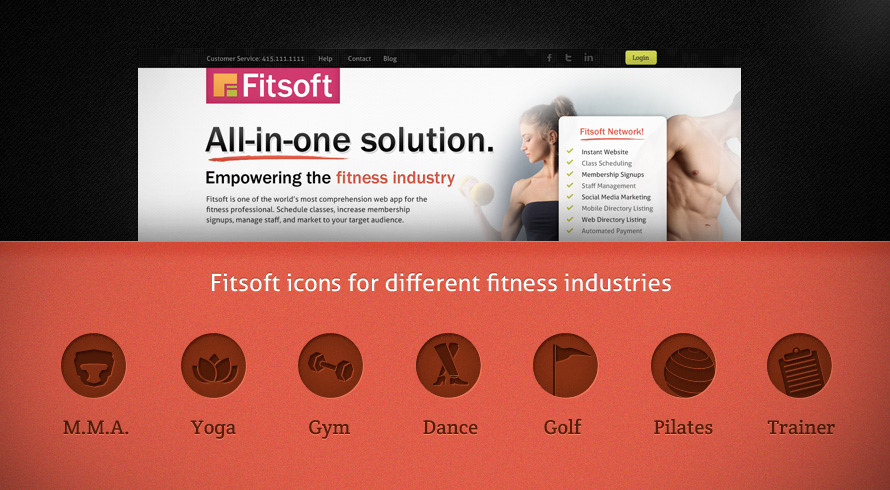 Customer Service: 415.111.1111 Help Contact Blog
Login
Fitsoft
All-in-one solution.
Empowering the fitness industry
Fitsoft is one of the world's most comprehension web app for the
fitness professional. Schedule classes, increase membership
signups, manage staff, and market to your target audience.
Fitsoft Network!
Instant Website
Class Scheduling
Membership Signups
Staff Management
Social Media Marketing
Mobile Directory Listing
Web Directory Listing
Automated Payment
Fitsoft icons for different fitness industries
M.M.A. Yoga Gym Dance Golf Pilates Trainer